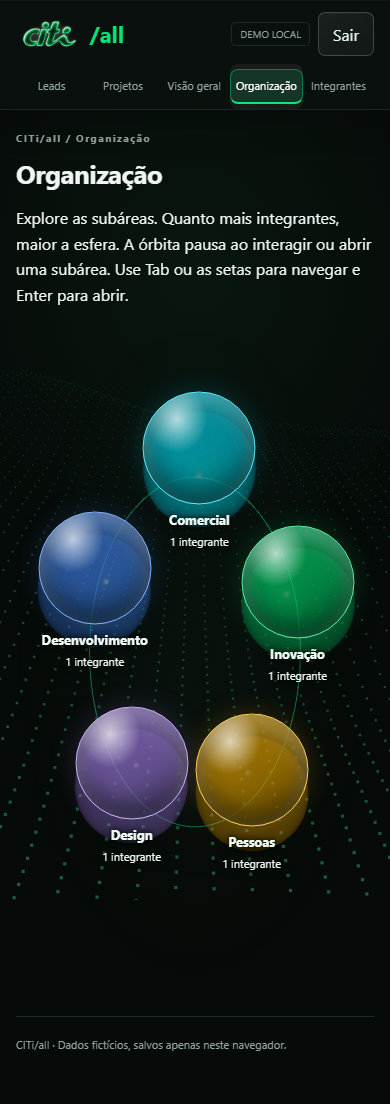 citi /all
DEMO LOCAL
Sair
Leads
Projetos
Visão geral
Organização
Integrantes
CITi/all / Organização
Organização
Explore as subáreas. Quanto mais integrantes,
maior a esfera. A órbita pausa ao interagir ou abrir
uma subárea. Use Tab ou as setas para navegar e
Enter para abrir.
Comercial
1 integrante
Desenvolvimento
1 integrante
Inovação
1 integrante
Design
1 integrante
Pessoas
1 integrante
CITi/all · Dados fictícios, salvos apenas neste navegador.